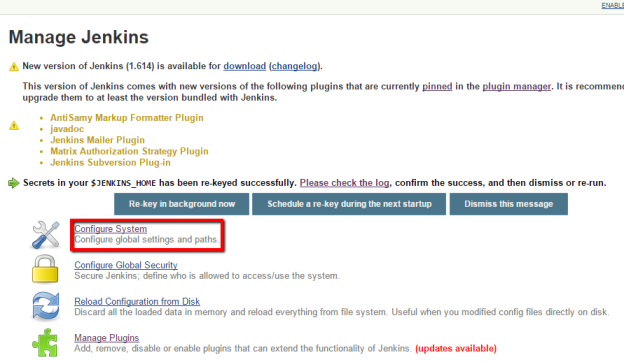 ENABLE
Manage Jenkins
New version of Jenkins (1.614) is available for download (changelog).
This version of Jenkins comes with new versions of the following plugins that are currently pinned in the plugin manager. It is
upgrade them to at least the version bundled with Jenkins.
AntiSamy Markup Formatter Plugin
javadoc
Jenkins Mailer Plugin
Matrix Authorization Strategy Plugin
Jenkins Subversion Plug-in
Secrets in your $JENKINS_HOME has been re-keyed successfully. Please check the log, confirm the success, and then dismiss or re-run.
Re-key in background now Schedule a re-key during the next startup Dismiss this message
Configure System
Configure global settings and paths.
Configure Global Security
Secure Jenkins; define who is allowed to access/use the system.
Reload Configuration from Disk
Discard all the loaded data in memory and reload everything from file system. Useful when you modified config files directly on disk.
Manage Plugins
Add, remove, disable or enable plugins that can extend the functionality of Jenkins. (updates available)